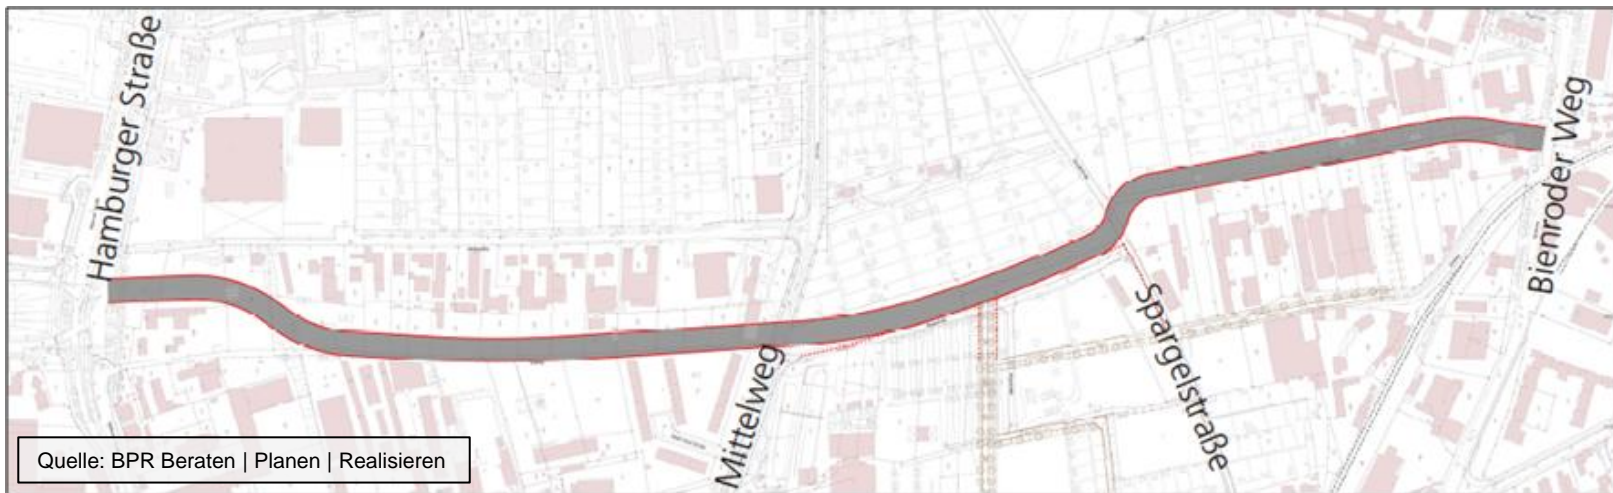 Hamburger Straße
Mittelweg
Spargelstraße
Bienroder Weg
Quelle: BPR Beraten | Planen | Realisieren